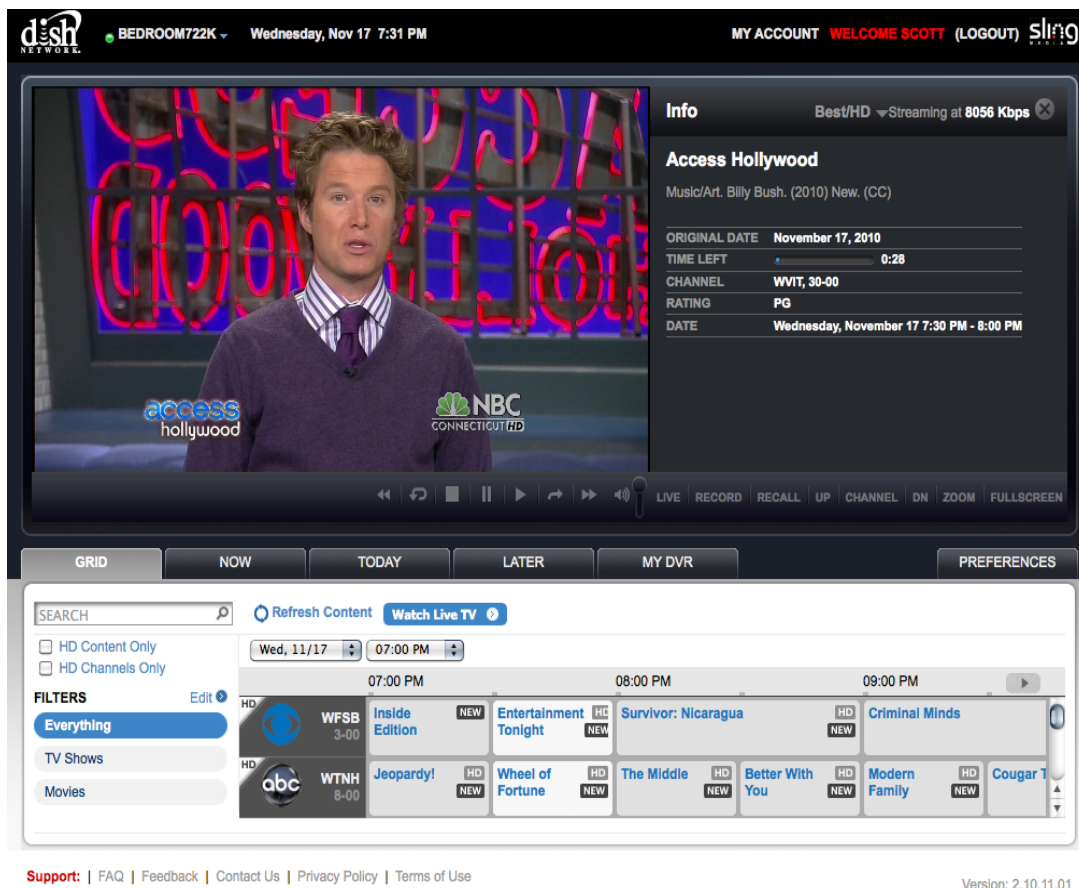 dish
NETWORK.
BEDROOM722K
Wednesday, Nov 17 7:31 PM
MY ACCOUNT WELCOME SCOTT (LOGOUT)
sling
MEDIA
access
hollywood
NBC
CONNECTICUT HD
Info
Best/HD Streaming at 8056 Kbps
Access Hollywood
Music/Art. Billy Bush. (2010) New. (CC)
ORIGINAL DATE November 17, 2010
TIME LEFT 0:28
CHANNEL WVIT, 30-00
RATING PG
DATE Wednesday, November 17 7:30 PM - 8:00 PM
LIVE RECORD RECALL UP CHANNEL DN ZOOM FULLSCREEN
GRID NOW TODAY LATER MY DVR PREFERENCES
SEARCH
Refresh Content Watch Live TV
HD Content Only
HD Channels Only
Wed, 11/17 07:00 PM
FILTERS Edit
Everything
TV Shows
Movies
07:00 PM 08:00 PM 09:00 PM
HD WFSB 3-00
Inside Edition NEW
Entertainment Tonight HD NEW
Survivor: Nicaragua HD NEW
Criminal Minds
HD abc WTNH 8-00
Jeopardy! HD NEW
Wheel of Fortune HD NEW
The Middle HD NEW
Better With You HD NEW
Modern Family HD NEW
Cougar T
Support: | FAQ | Feedback | Contact Us | Privacy Policy | Terms of Use
Version: 2.10.11.01